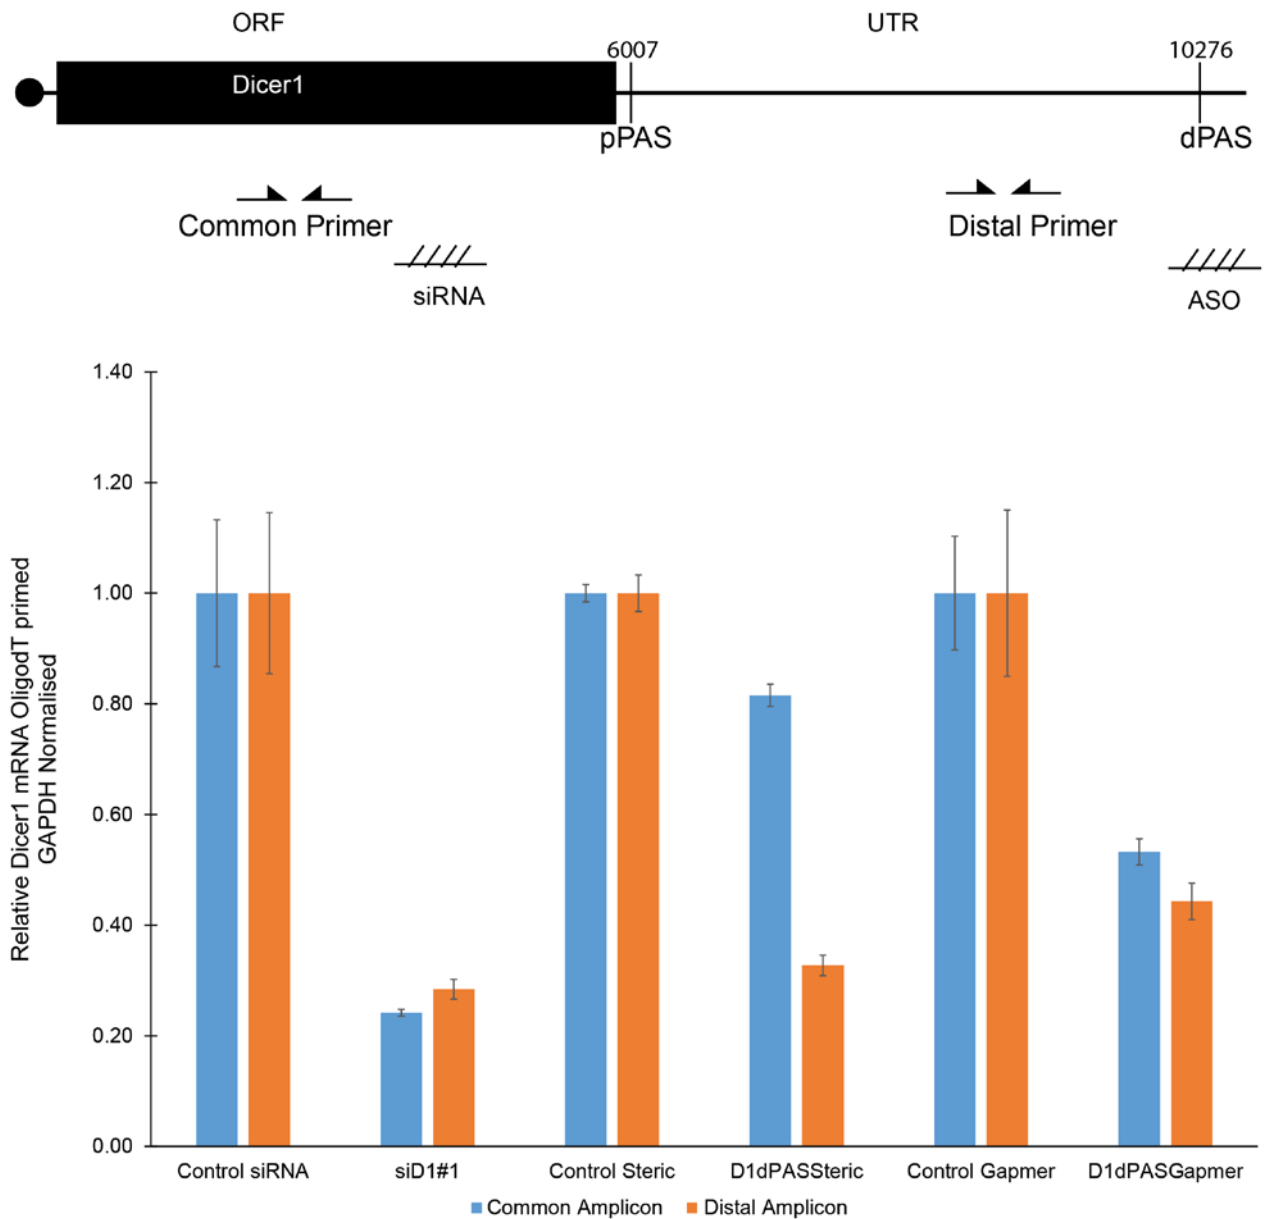 ORF
UTR
6007
10276
Dicer1
pPAS
dPAS
Common Primer
Distal Primer
siRNA
ASO
Relative Dicer1 mRNA OligodT primed
GAPDH Normalised
1.40
1.20
1.00
0.80
0.60
0.40
0.20
0.00
Control siRNA
siD1#1
Control Steric
D1dPASSteric
Control Gapmer
D1dPASGapmer
Common Amplicon
Distal Amplicon